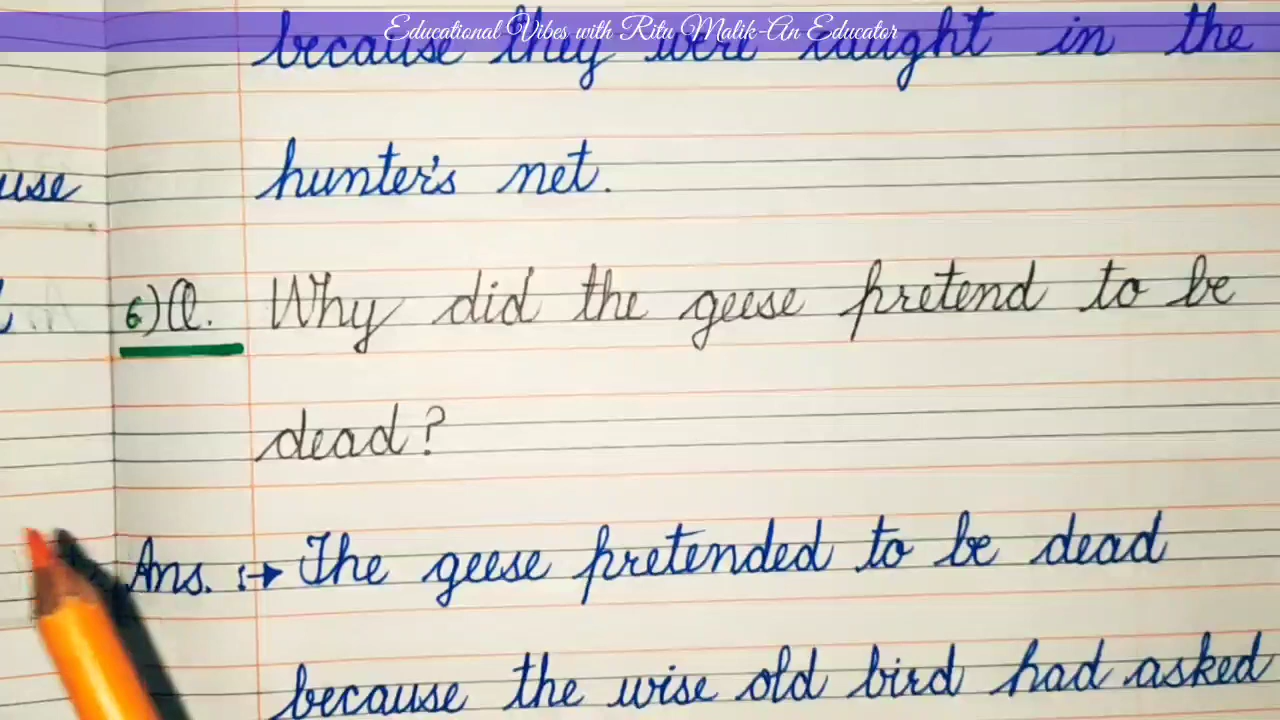 Educational Vibes with Ritu Malik-An Educator
because they were caught in the
hunter's net.
use
6)Q. Why did the geese pretend to be
dead?
Ans. :→ The geese pretended to be dead
because the wise old bird had asked